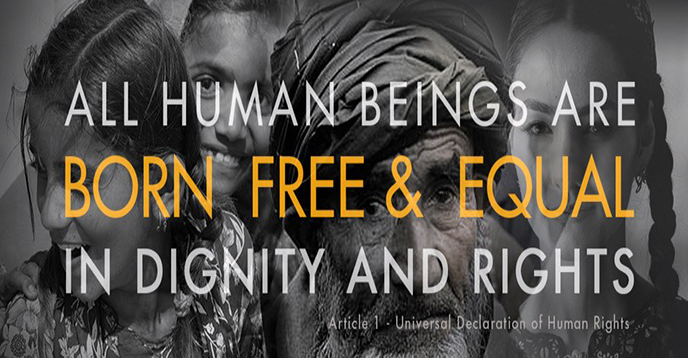 ALL HUMAN BEINGS ARE
BORN FREE & EQUAL
IN DIGNITY AND RIGHTS
Article 1 - Universal Declaration of Human Rights